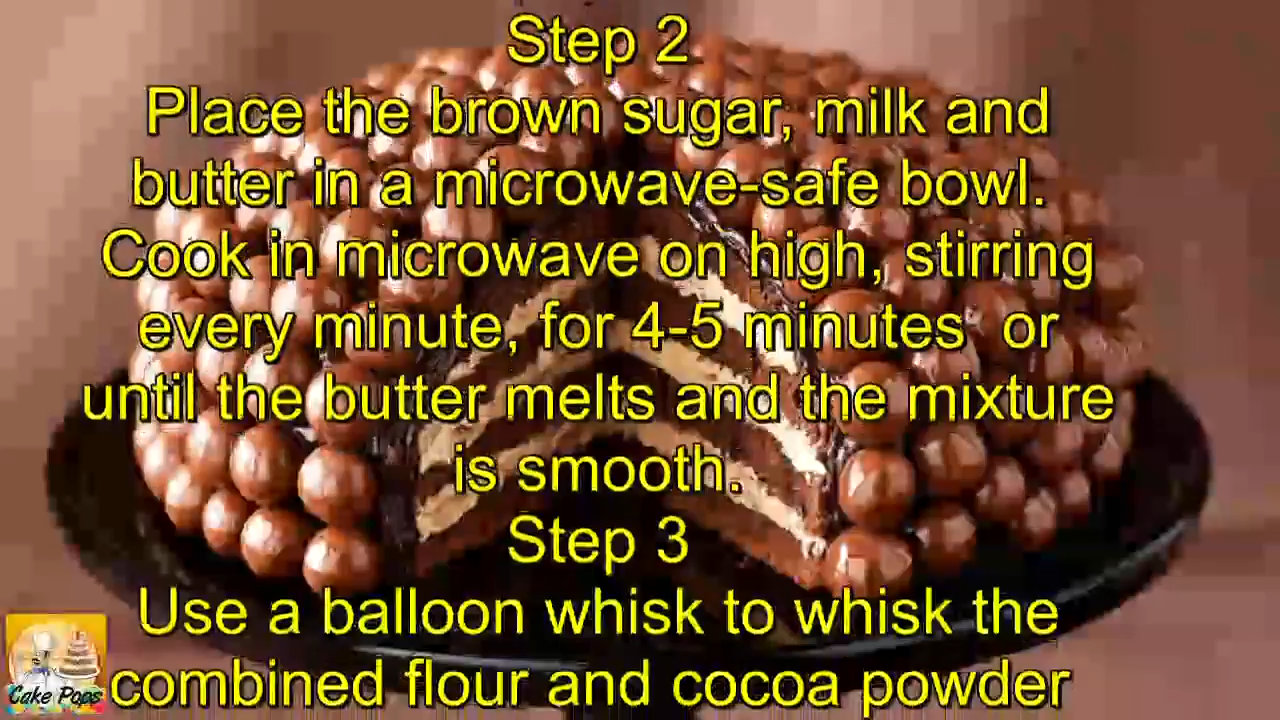 Step 2
Place the brown sugar, milk and
butter in a microwave-safe bowl.
Cook in microwave on high, stirring
every minute, for 4-5 minutes or
until the butter melts and the mixture
is smooth.
Step 3
Use a balloon whisk to whisk the
combined flour and cocoa powder
Cake Pops